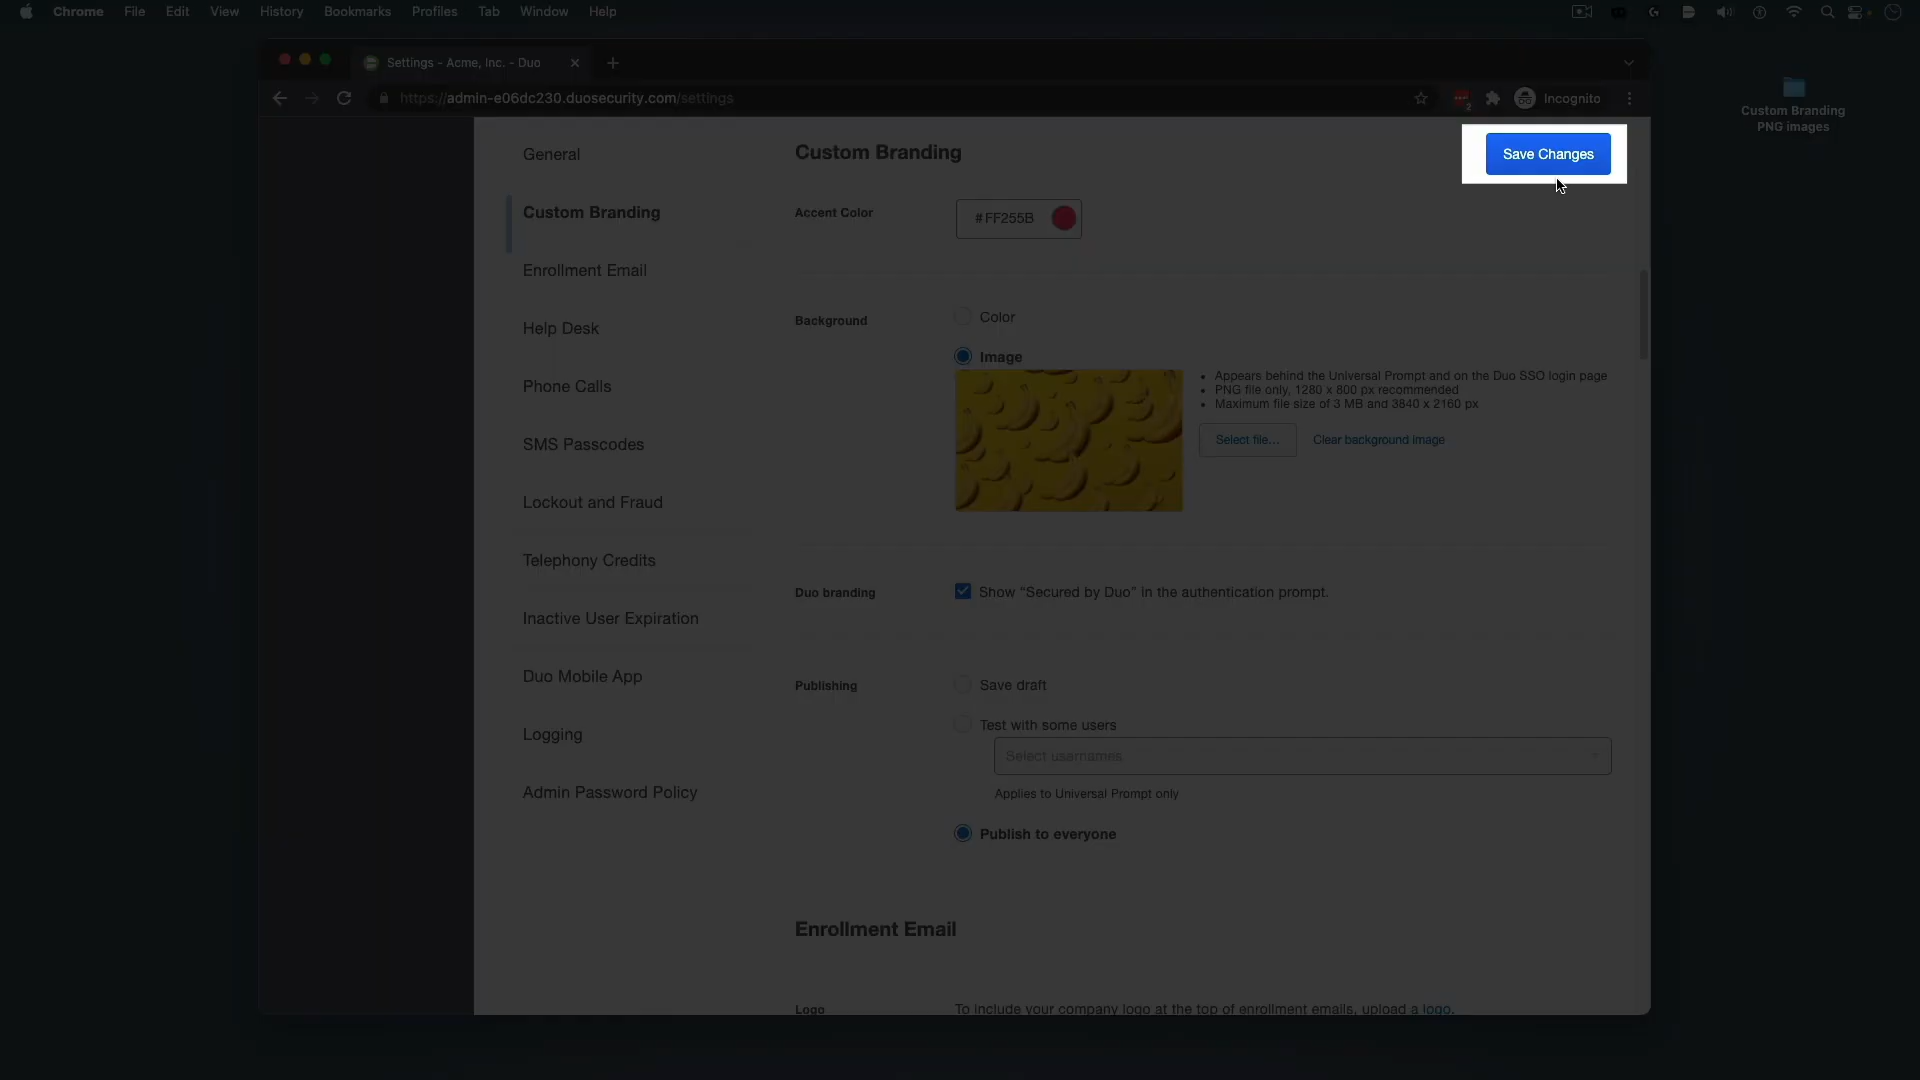 Chrome File Edit View History Bookmarks Profiles Tab Window Help
Settings - Acme, Inc. - Duo
https://admin-e06dc230.duosecurity.com/settings
2
Incognito
Custom Branding
PNG images
General
Custom Branding
Enrollment Email
Help Desk
Phone Calls
SMS Passcodes
Lockout and Fraud
Telephony Credits
Inactive User Expiration
Duo Mobile App
Logging
Admin Password Policy
Custom Branding
Save Changes
Accent Color
#FF255B
Background
Color
Image
Appears behind the Universal Prompt and on the Duo SSO login page
PNG file only, 1280 x 800 px recommended
Maximum file size of 3 MB and 3840 x 2160 px
Select file...
Clear background image
Duo branding
Show "Secured by Duo" in the authentication prompt.
Publishing
Save draft
Test with some users
Select usernames
Applies to Universal Prompt only
Publish to everyone
Enrollment Email
Logo
To include your company logo at the top of enrollment emails, upload a logo.